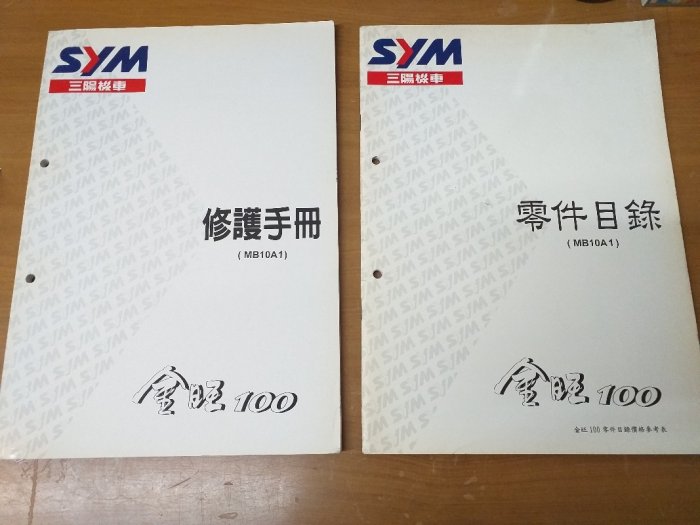 SYM
三陽機車
修護手冊
(MB10A1)
金旺100
SYM
三陽機車
零件目錄
(MB10A1)
金旺100
金旺100零件目錄價格參考表